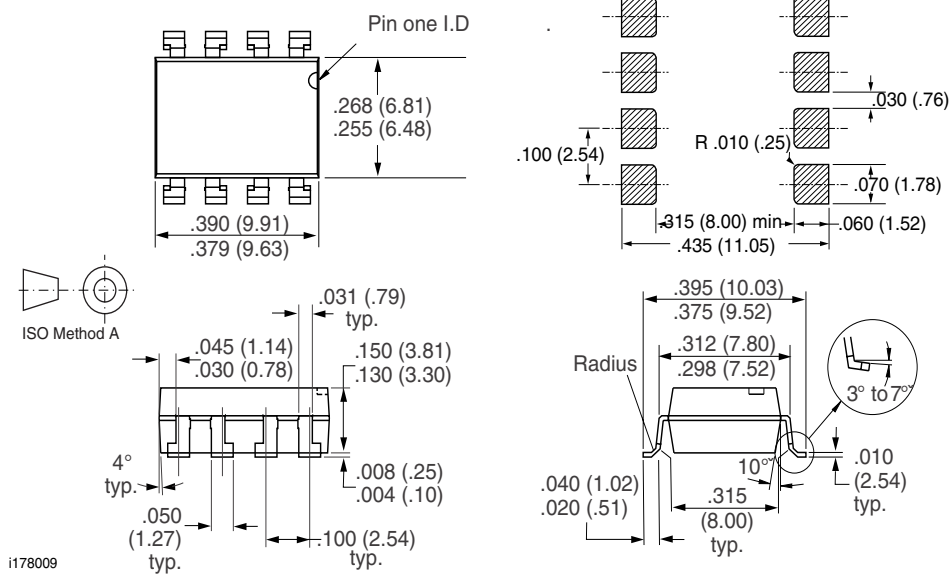 Pin one I.D
.268 (6.81)
.255 (6.48)
.390 (9.91)
.379 (9.63)
.030 (.76)
.100 (2.54)
R .010 (.25)
.070 (1.78)
.315 (8.00) min
.060 (1.52)
.435 (11.05)
ISO Method A
.031 (.79)
typ.
.045 (1.14)
.030 (0.78)
.150 (3.81)
.130 (3.30)
4°
typ.
.008 (.25)
.004 (.10)
.050
(1.27)
typ.
.100 (2.54)
typ.
.395 (10.03)
.375 (9.52)
.312 (7.80)
.298 (7.52)
Radius
3° to 7°
10°
.040 (1.02)
.020 (.51)
.315
(8.00)
typ.
.010
(2.54)
typ.
i178009